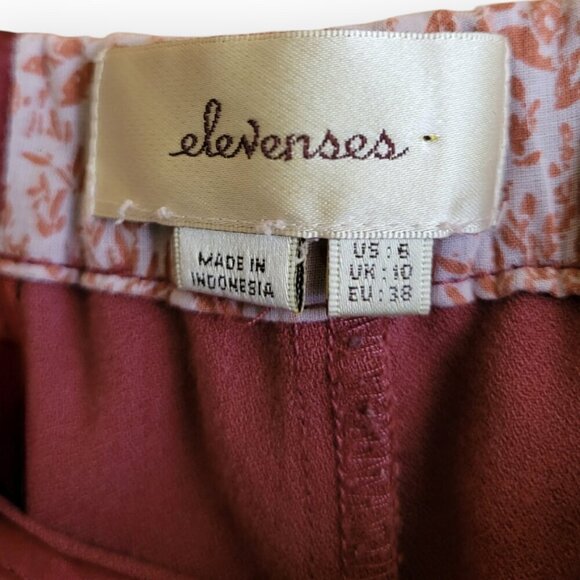 elevenses
MADE IN
INDONESIA
US : 6
UK : 10
EU : 38